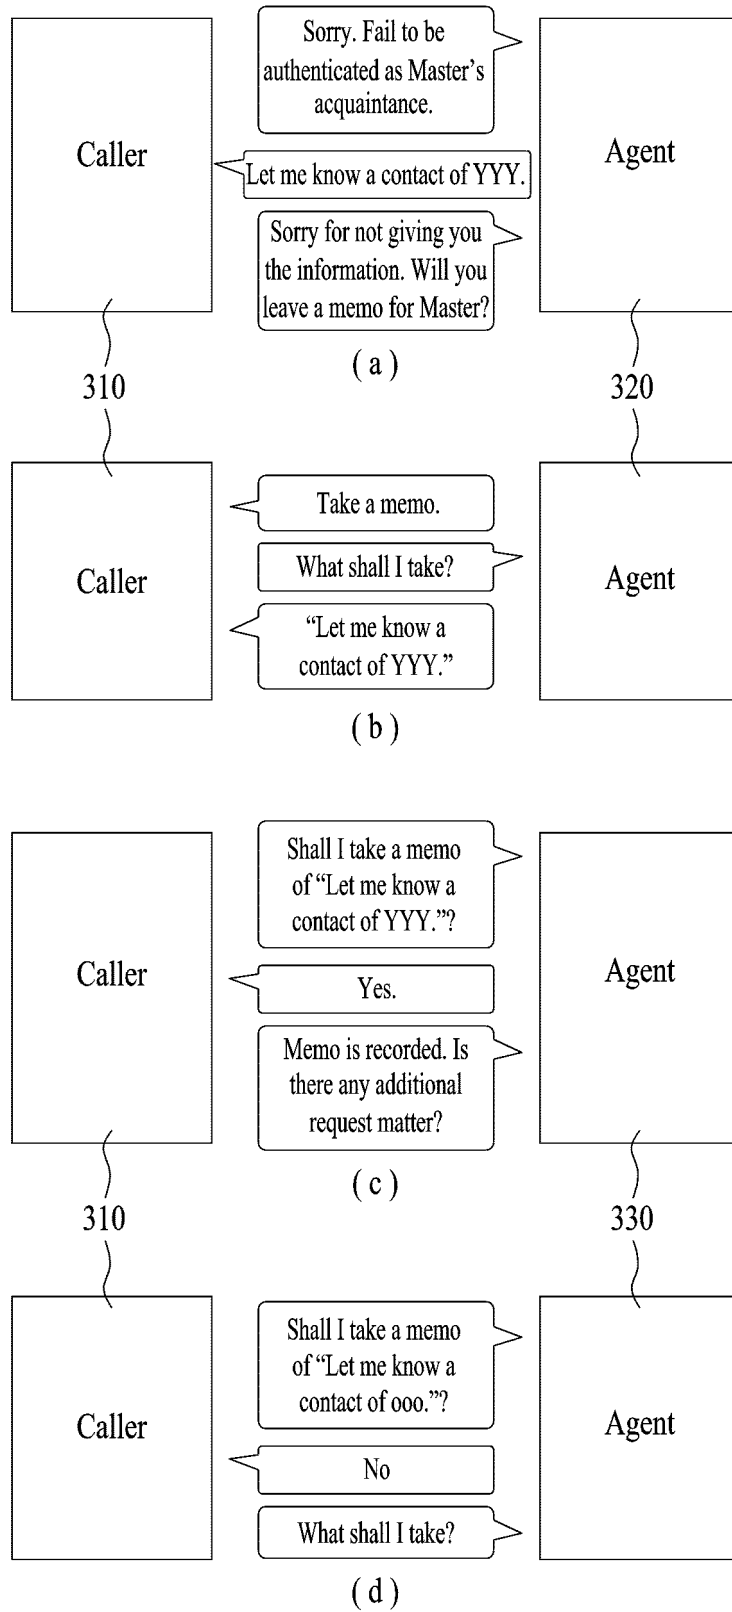 Sorry. Fail to be
authenticated as Master's
acquaintance.
Caller
Agent
Let me know a contact of YYY.
Sorry for not giving you
the information. Will you
leave a memo for Master?
( a )
310
320
Take a memo.
Caller
What shall I take?
Agent
“Let me know a
contact of YYY.”
( b )
Shall I take a memo
of “Let me know a
contact of YYY.”?
Caller
Agent
Yes.
Memo is recorded. Is
there any additional
request matter?
( c )
310
330
Shall I take a memo
of “Let me know a
contact of ooo.”?
Caller
Agent
No
What shall I take?
( d )